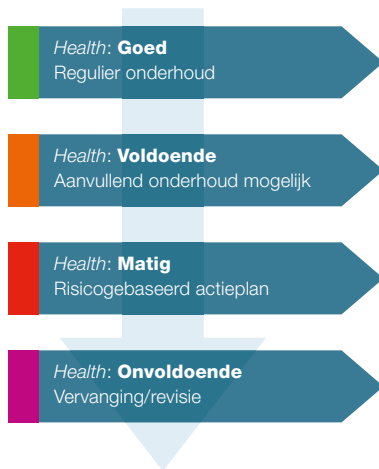 Health: Goed
Regulier onderhoud
Health: Voldoende
Aanvullend onderhoud mogelijk
Health: Matig
Risicogebaseerd actieplan
Health: Onvoldoende
Vervanging/revisie